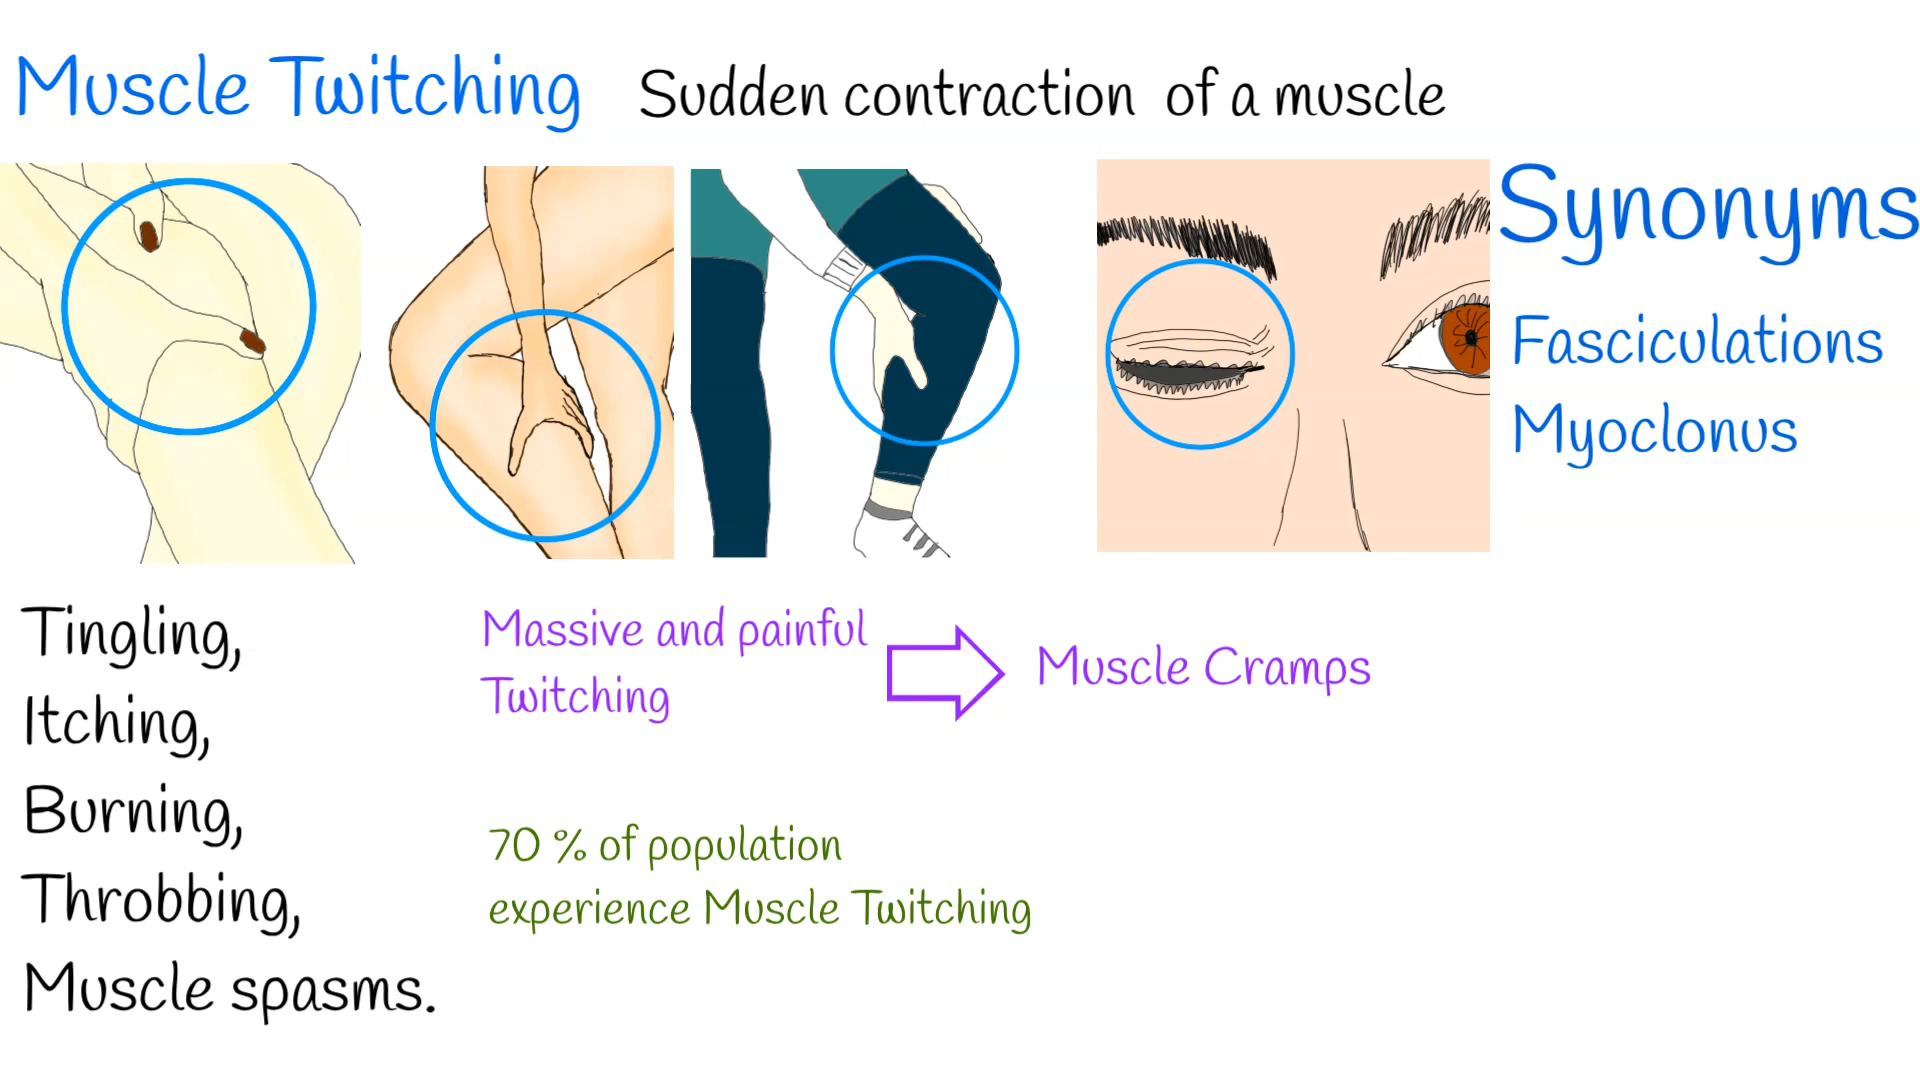 Muscle Twitching
Sudden contraction of a muscle
Synonyms
Fasciculations
Myoclonus
Tingling,
Itching,
Burning,
Throbbing,
Muscle spasms.
Massive and painful
Twitching
Muscle Cramps
70 % of population
experience Muscle Twitching